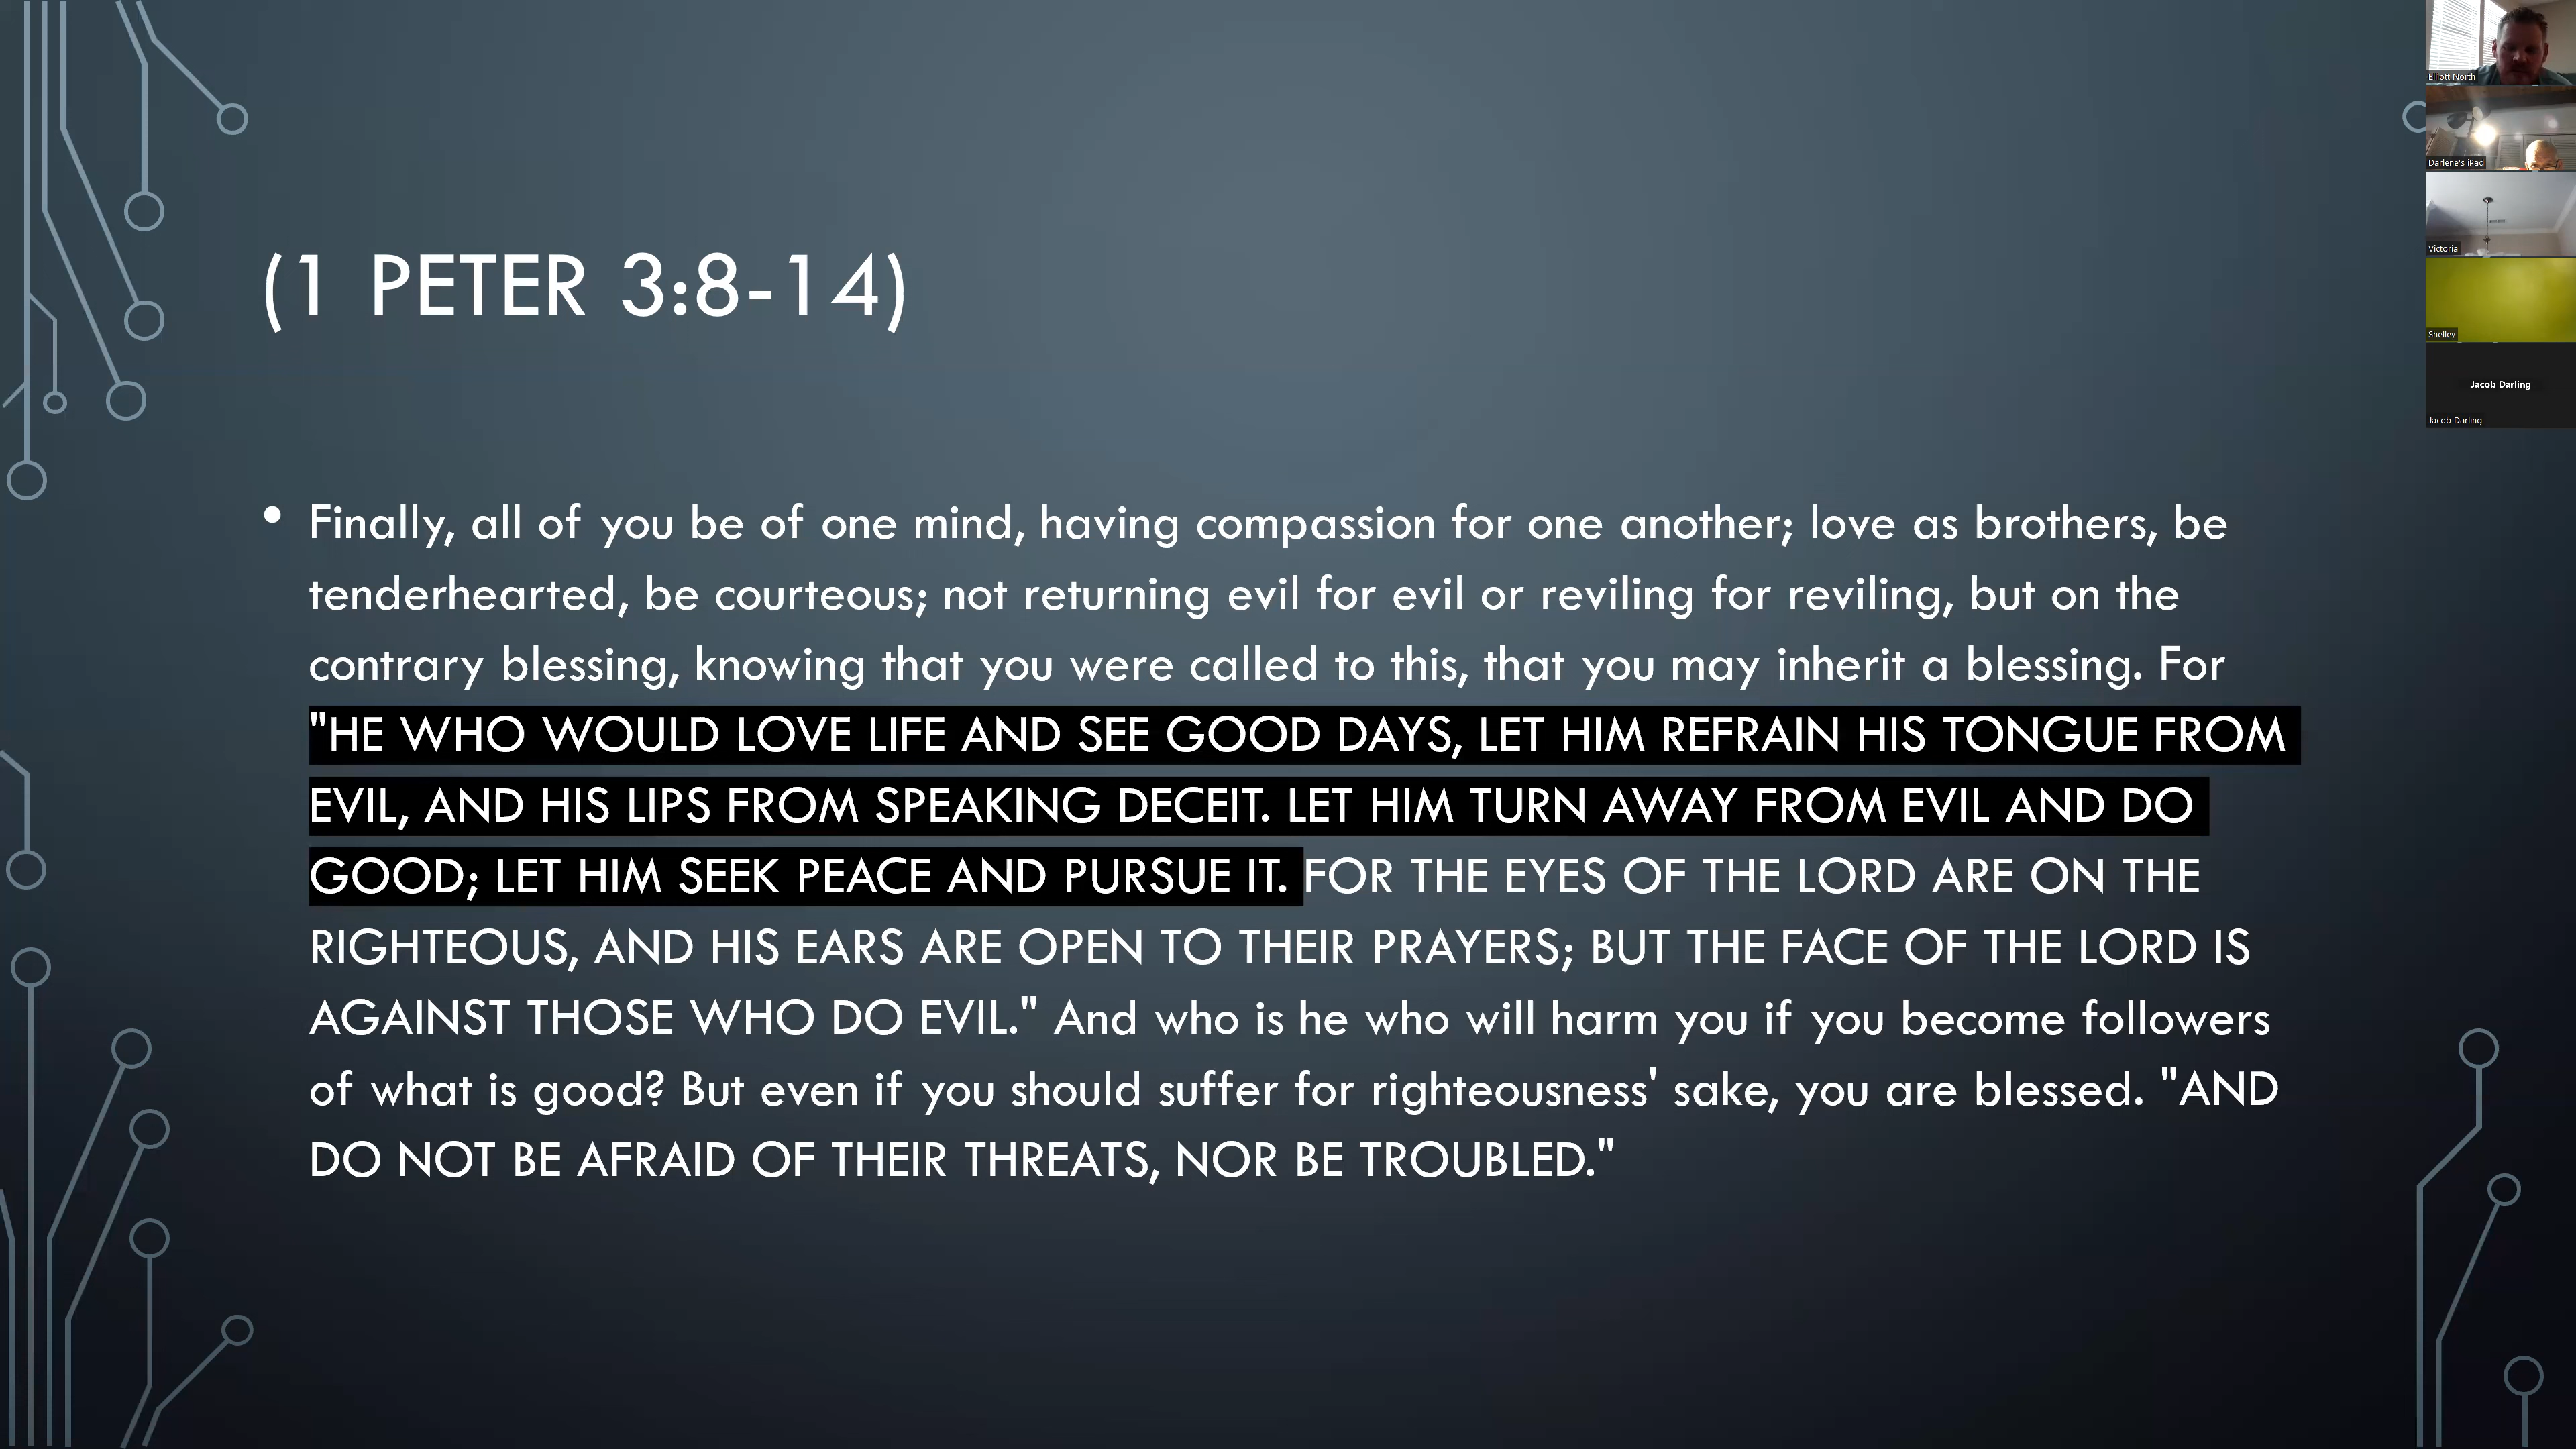 (1 PETER 3:8-14)
• Finally, all of you be of one mind, having compassion for one another; love as brothers, be
tenderhearted, be courteous; not returning evil for evil or reviling for reviling, but on the
contrary blessing, knowing that you were called to this, that you may inherit a blessing. For
"HE WHO WOULD LOVE LIFE AND SEE GOOD DAYS, LET HIM REFRAIN HIS TONGUE FROM
EVIL, AND HIS LIPS FROM SPEAKING DECEIT. LET HIM TURN AWAY FROM EVIL AND DO
GOOD; LET HIM SEEK PEACE AND PURSUE IT. FOR THE EYES OF THE LORD ARE ON THE
RIGHTEOUS, AND HIS EARS ARE OPEN TO THEIR PRAYERS; BUT THE FACE OF THE LORD IS
AGAINST THOSE WHO DO EVIL." And who is he who will harm you if you become followers
of what is good? But even if you should suffer for righteousness' sake, you are blessed. "AND
DO NOT BE AFRAID OF THEIR THREATS, NOR BE TROUBLED."
Elliott North
Darlene's iPad
Victoria
Shelley
Jacob Darling
Jacob Darling